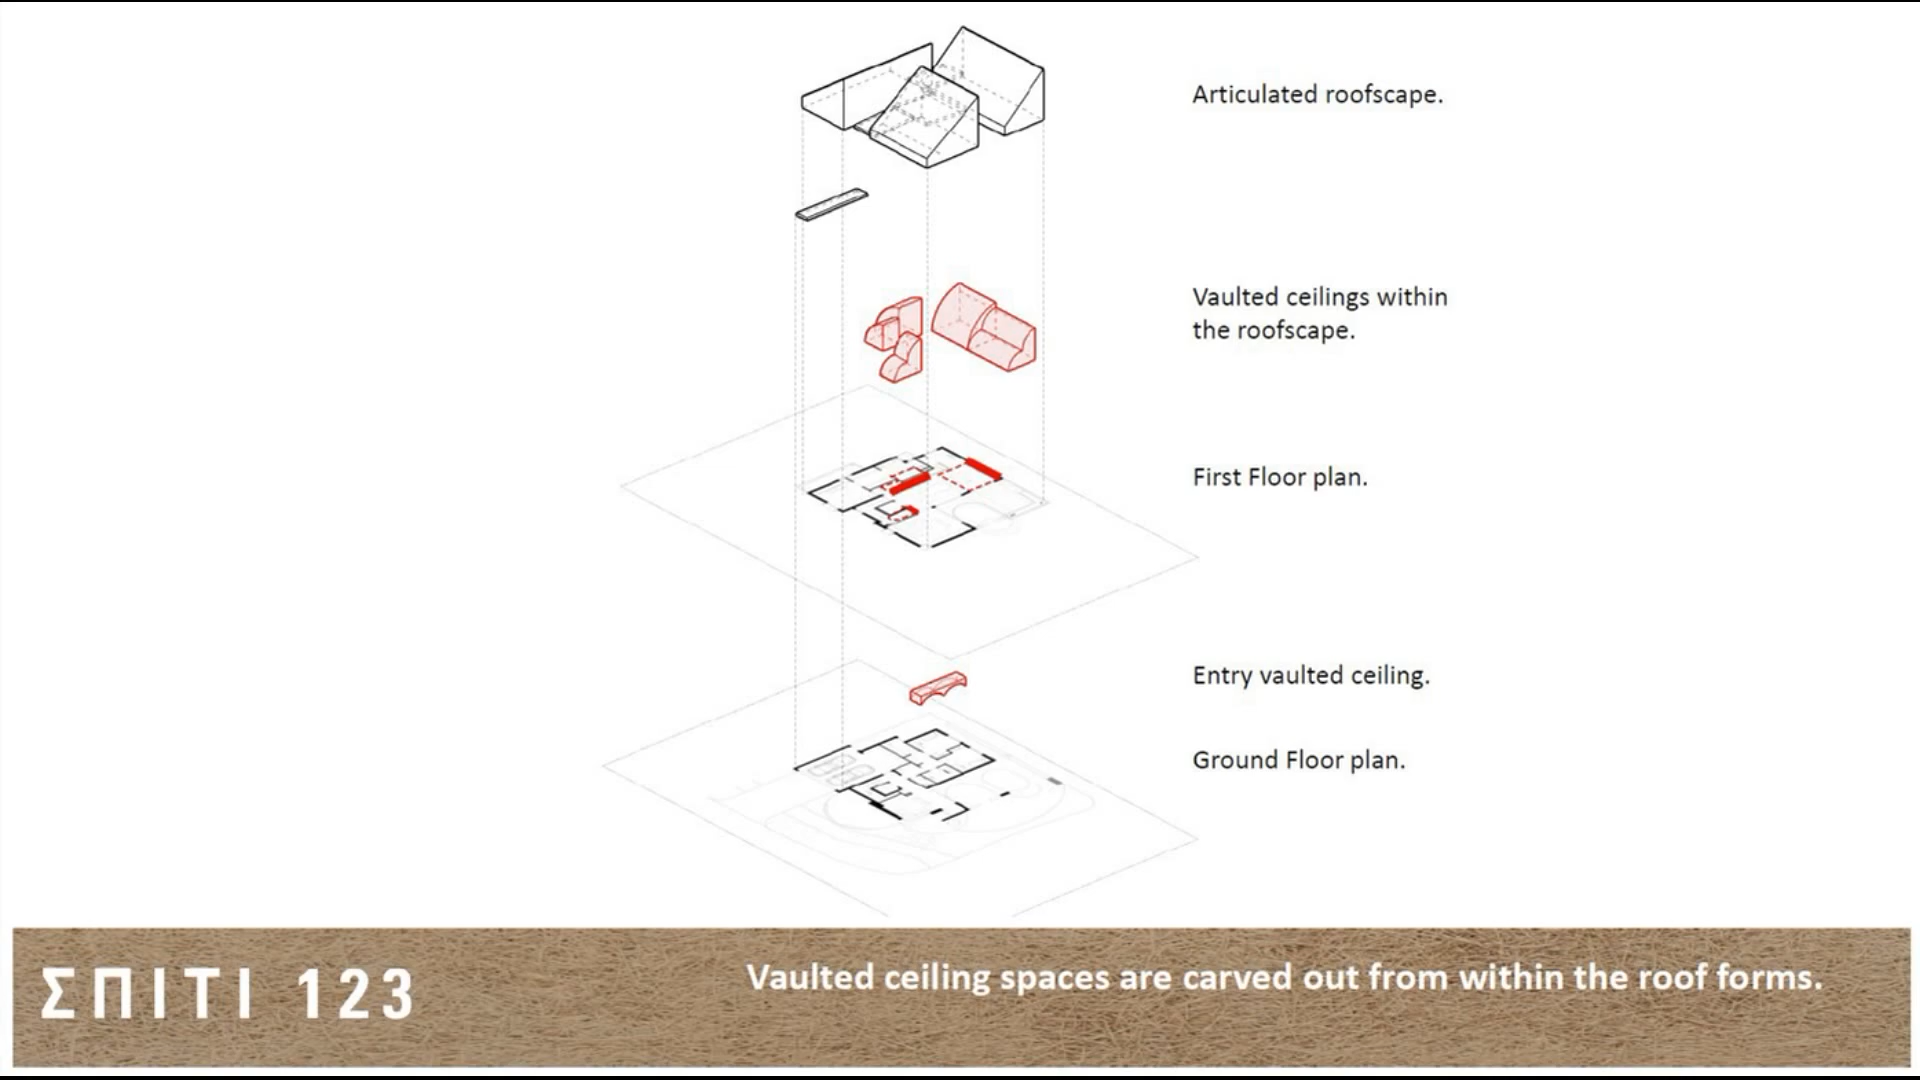 Articulated roofscape.
Vaulted ceilings within
the roofscape.
First Floor plan.
Entry vaulted ceiling.
Ground Floor plan.
ΣΠΙΤΙ 123
Vaulted ceiling spaces are carved out from within the roof forms.